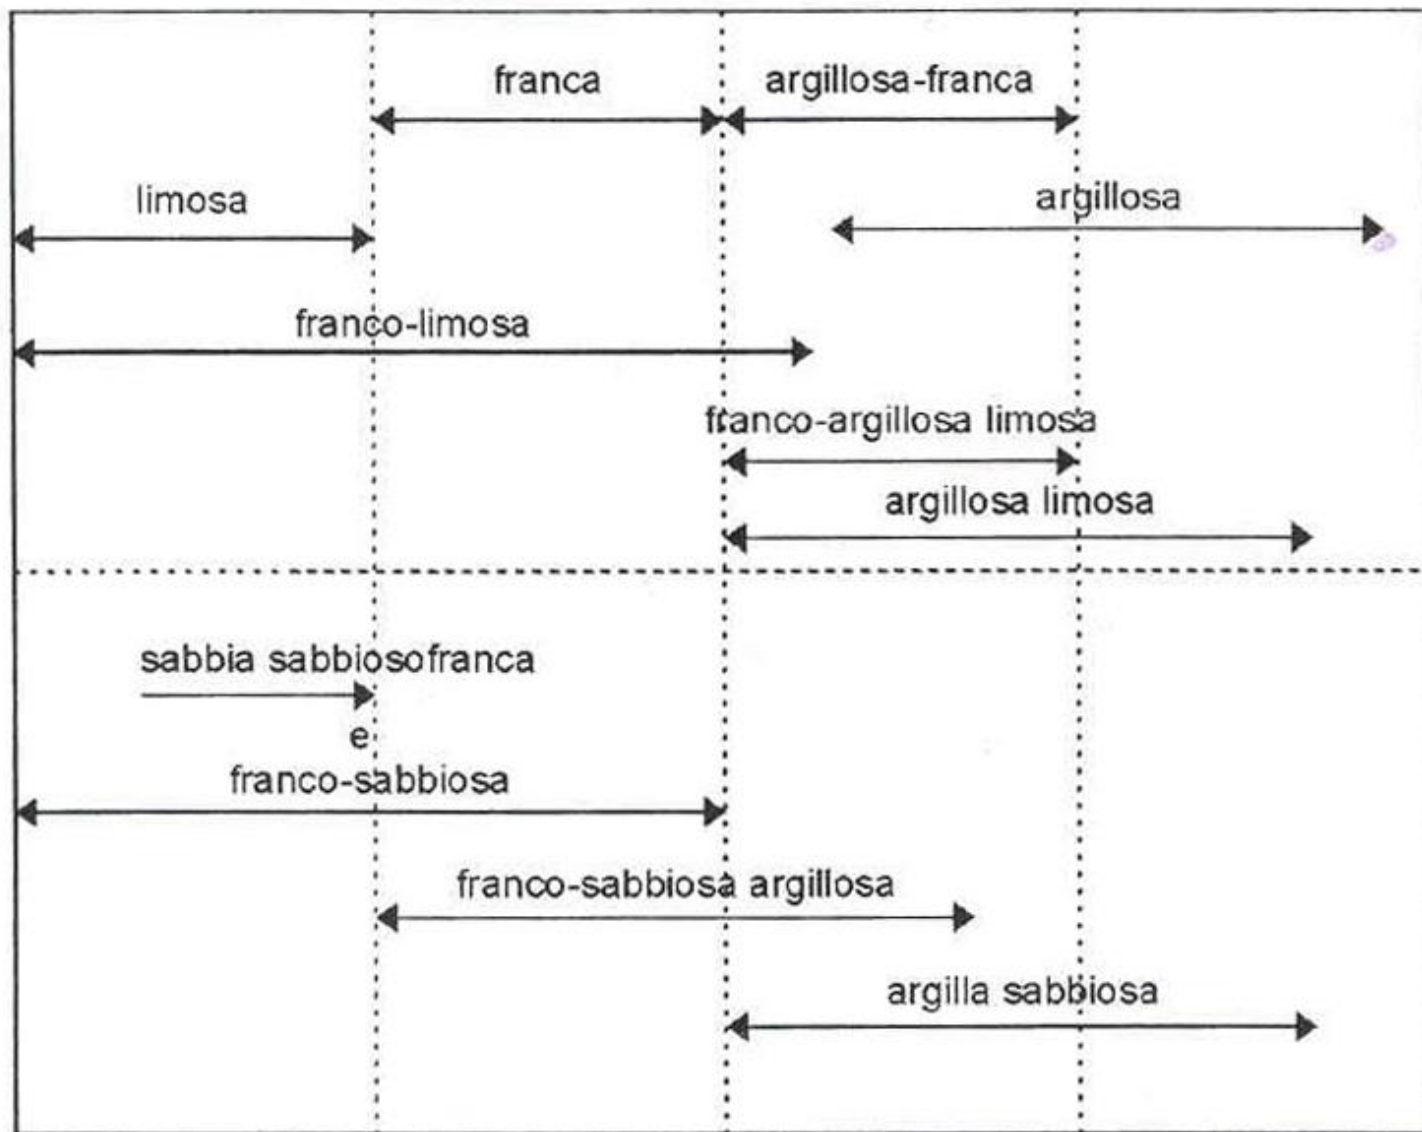 franca
argillosa-franca
limosa
argillosa
franco-limosa
franco-argillosa limosa
argillosa limosa
sabbia sabbiosofranca
e
franco-sabbiosa
franco-sabbiosa argillosa
argilla sabbiosa